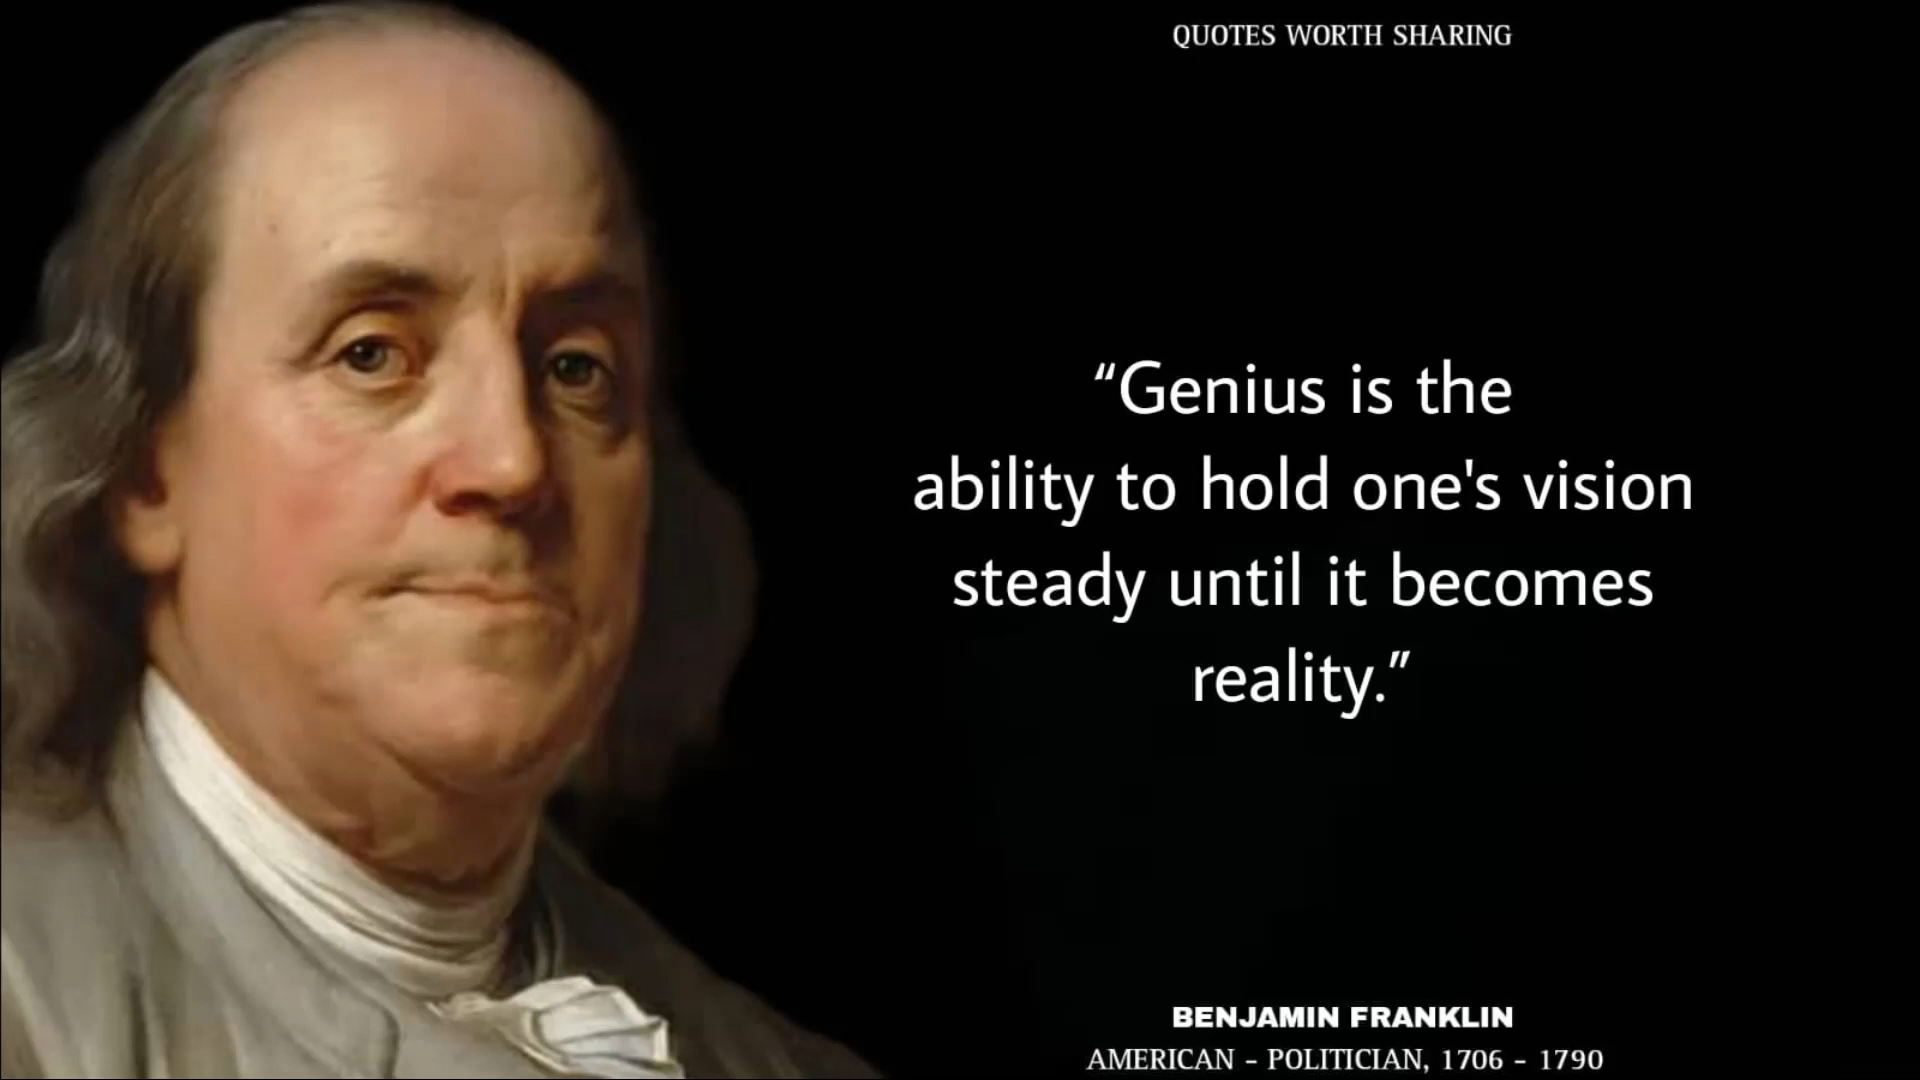 QUOTES WORTH SHARING
“Genius is the
ability to hold one's vision
steady until it becomes
reality.”
BENJAMIN FRANKLIN
AMERICAN - POLITICIAN, 1706 - 1790